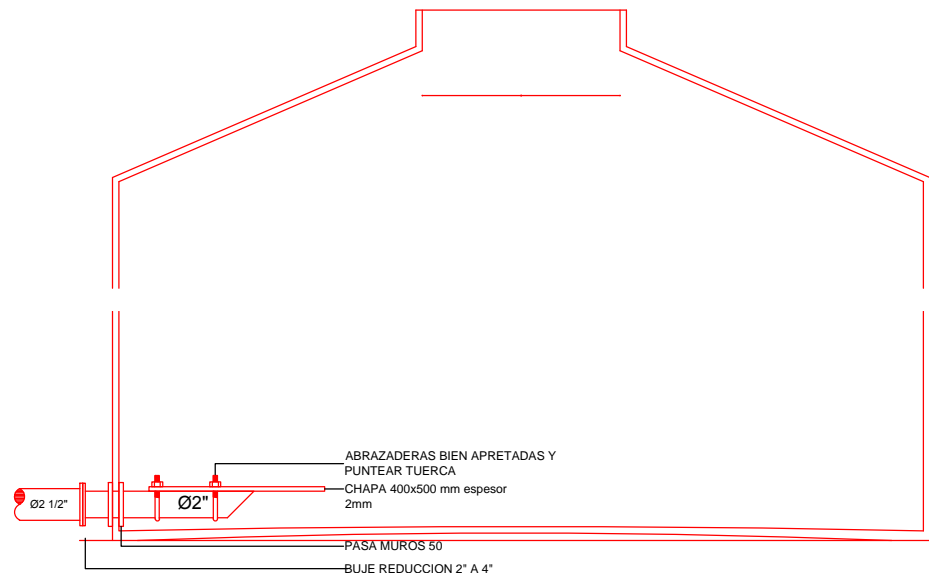 ABRAZADERAS BIEN APRETADAS Y
PUNTEAR TUERCA
CHAPA 400x500 mm espesor
2mm
Ø2 1/2"
Ø2"
PASA MUROS 50
BUJE REDUCCION 2" A 4"